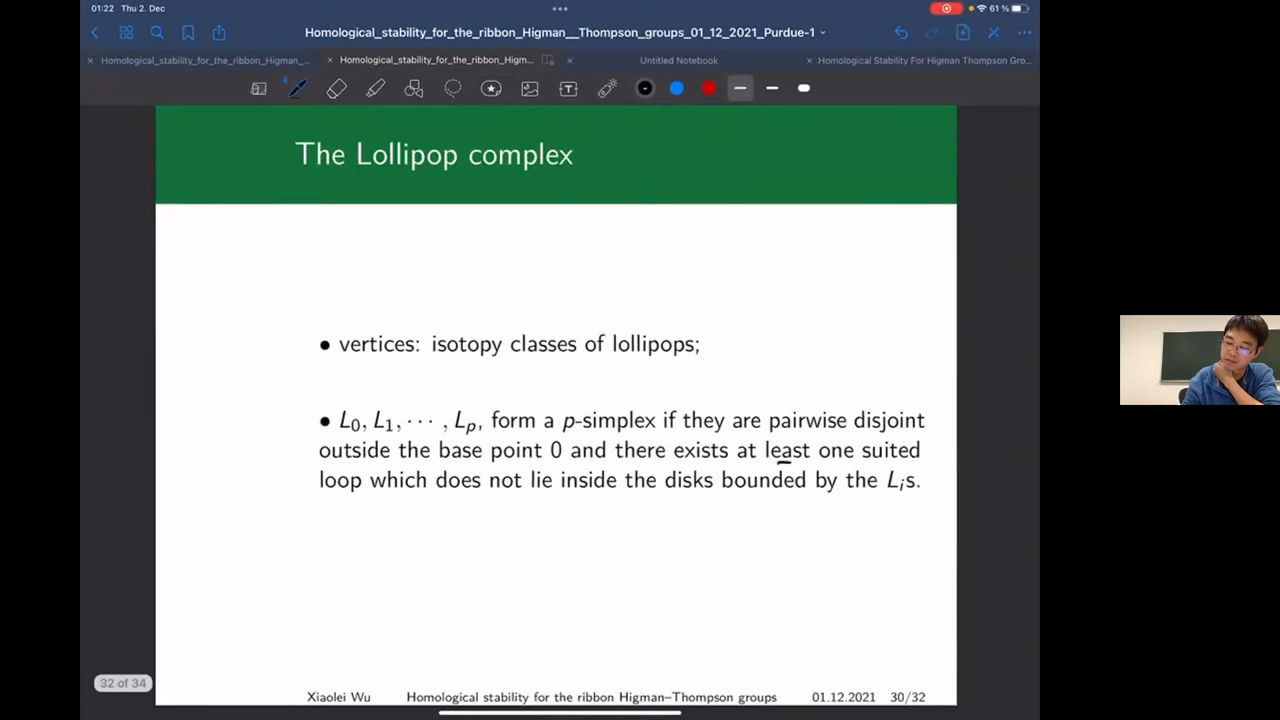 01:22 Thu 2. Dec
61 %
Homological_stability_for_the_ribbon_Higman__Thompson_groups_01_12_2021_Purdue-1
Homological_stability_for_the_ribbon_Higman_... Homological_stability_for_the_ribbon_Higm... Untitled Notebook Homological Stability For Higman Thompson Gro...
The Lollipop complex
• vertices: isotopy classes of lollipops;
• L0, L1, ··· , Lp, form a p-simplex if they are pairwise disjoint
outside the base point 0 and there exists at least one suited
loop which does not lie inside the disks bounded by the Lis.
32 of 34
Xiaolei Wu Homological stability for the ribbon Higman–Thompson groups 01.12.2021 30/32